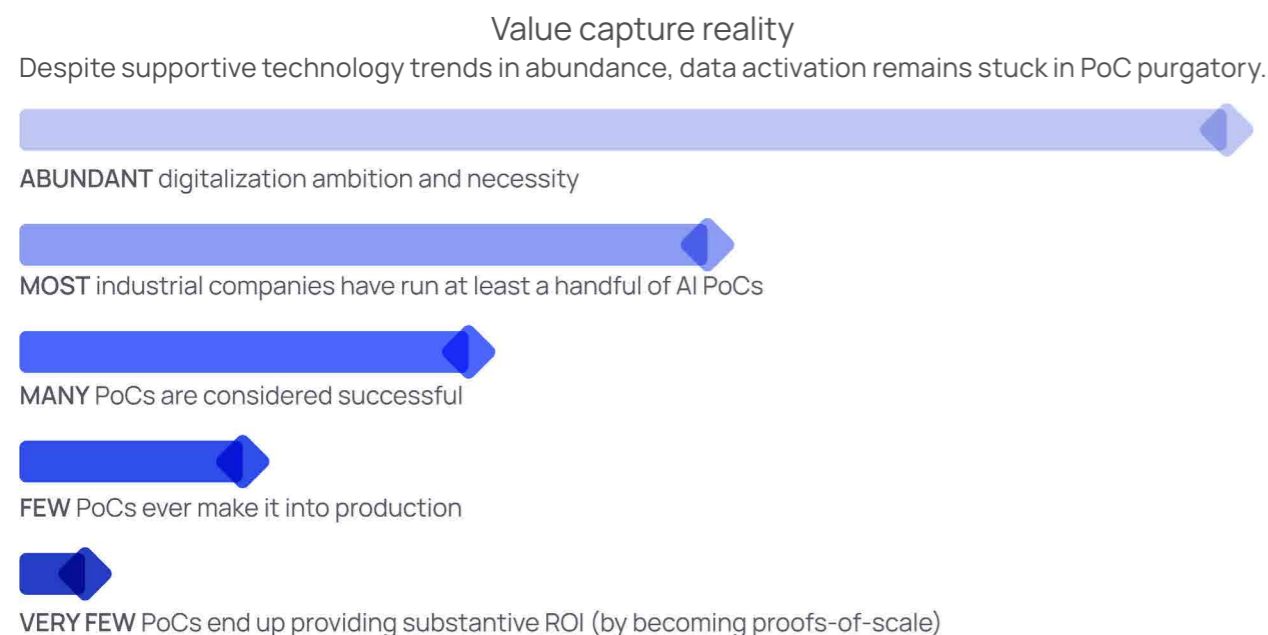 Value capture reality
Despite supportive technology trends in abundance, data activation remains stuck in PoC purgatory.
ABUNDANT digitalization ambition and necessity
MOST industrial companies have run at least a handful of AI PoCs
MANY PoCs are considered successful
FEW PoCs ever make it into production
VERY FEW PoCs end up providing substantive ROI (by becoming proofs-of-scale)